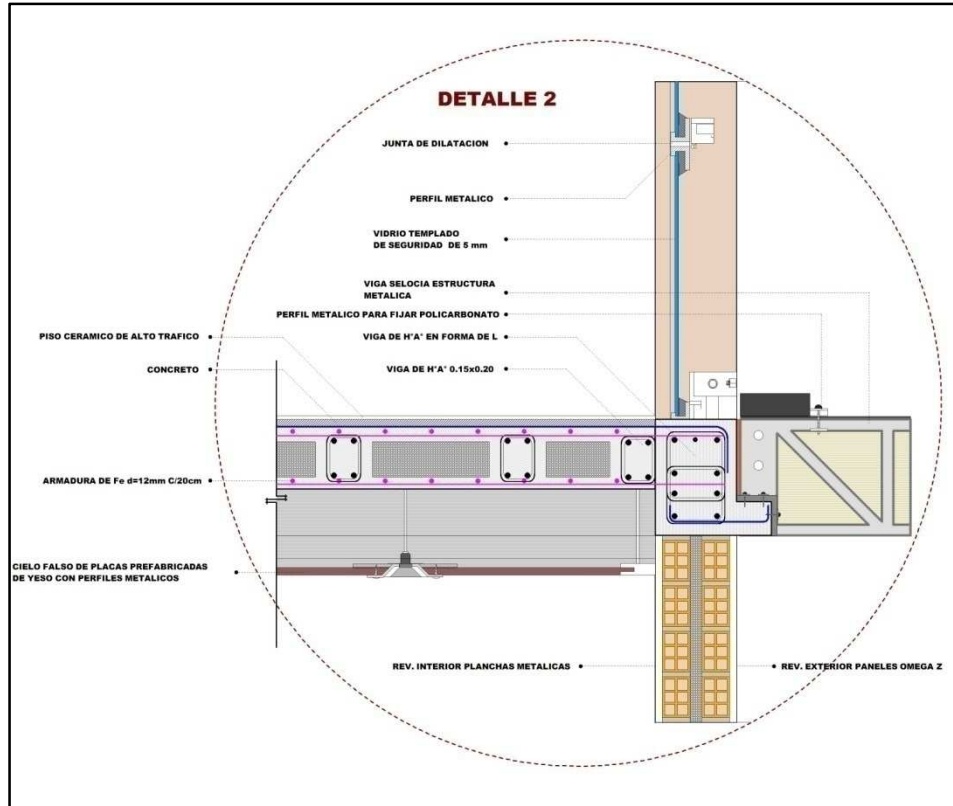 DETALLE 2
JUNTA DE DILATACION
PERFIL METALICO
VIDRIO TEMPLADO
DE SEGURIDAD DE 5 mm
VIGA SELOCIA ESTRUCTURA
METALICA
PERFIL METALICO PARA FIJAR POLICARBONATO
PISO CERAMICO DE ALTO TRAFICO
VIGA DE H°A° EN FORMA DE L
CONCRETO
VIGA DE H°A° 0.15x0.20
ARMADURA DE Fe d=12mm C/20cm
CIELO FALSO DE PLACAS PREFABRICADAS
DE YESO CON PERFILES METALICOS
REV. INTERIOR PLANCHAS METALICAS
REV. EXTERIOR PANELES OMEGA Z